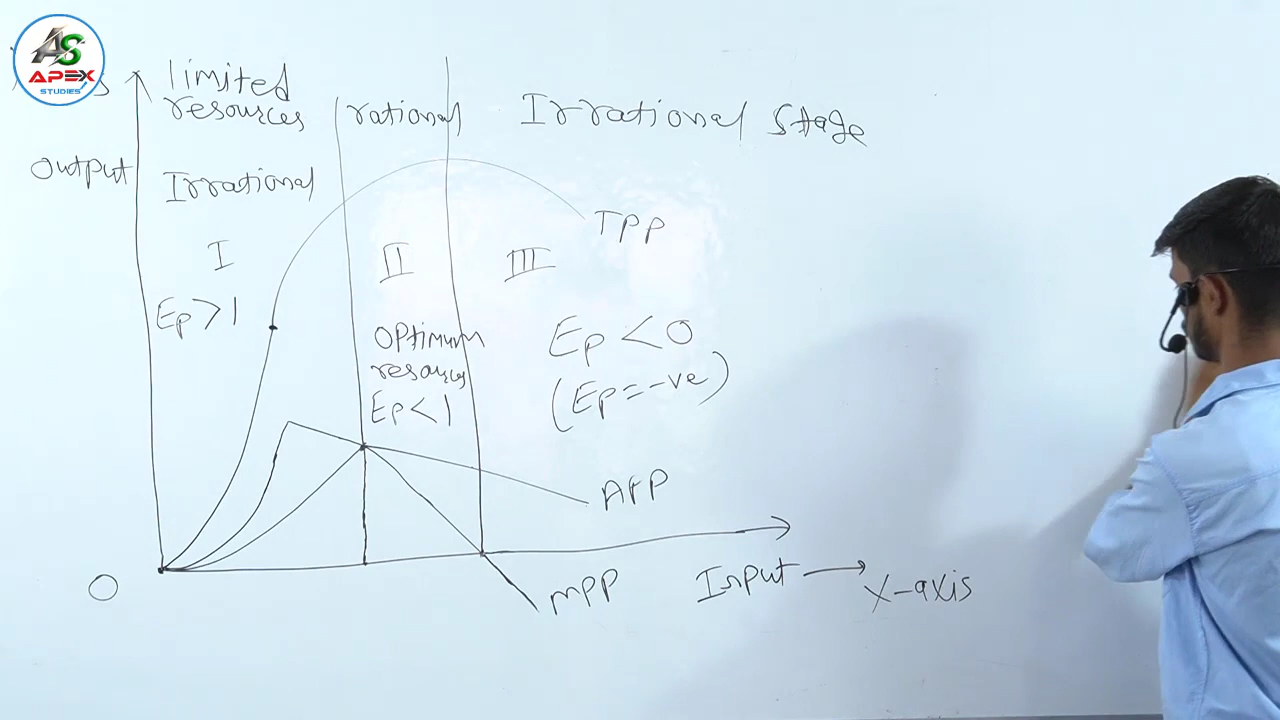 AS
APEX
STUDIES
limited
resources
rational
Irrational stage
output
Irrational
TPP
I
II
III
Ep > 1
optimum
resources
Ep < 1
Ep < 0
(Ep = -ve)
APP
O
MPP
Input → X-axis